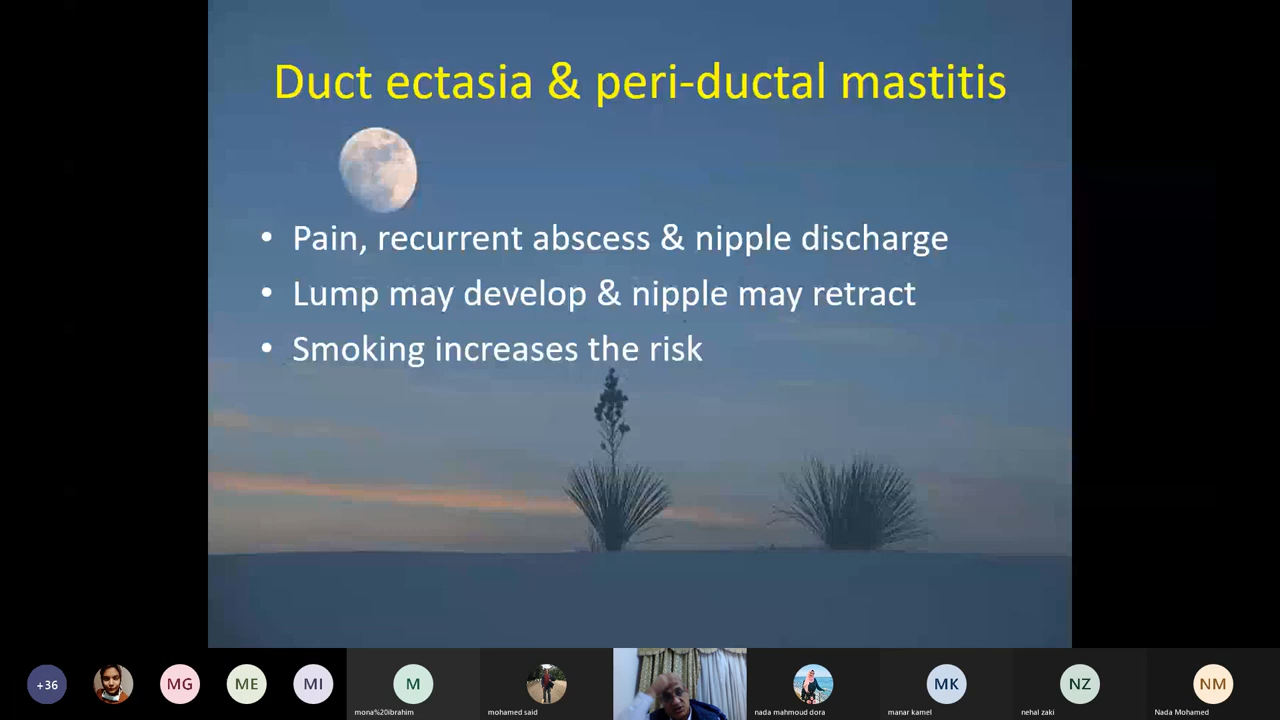 Duct ectasia & peri-ductal mastitis
• Pain, recurrent abscess & nipple discharge
• Lump may develop & nipple may retract
• Smoking increases the risk
+36
MG
ME
MI
M
MK
NZ
NM
mona%20ibrahim
mohamed said
nada mahmoud dora
manar kamel
nehal zaki
Nada Mohamed